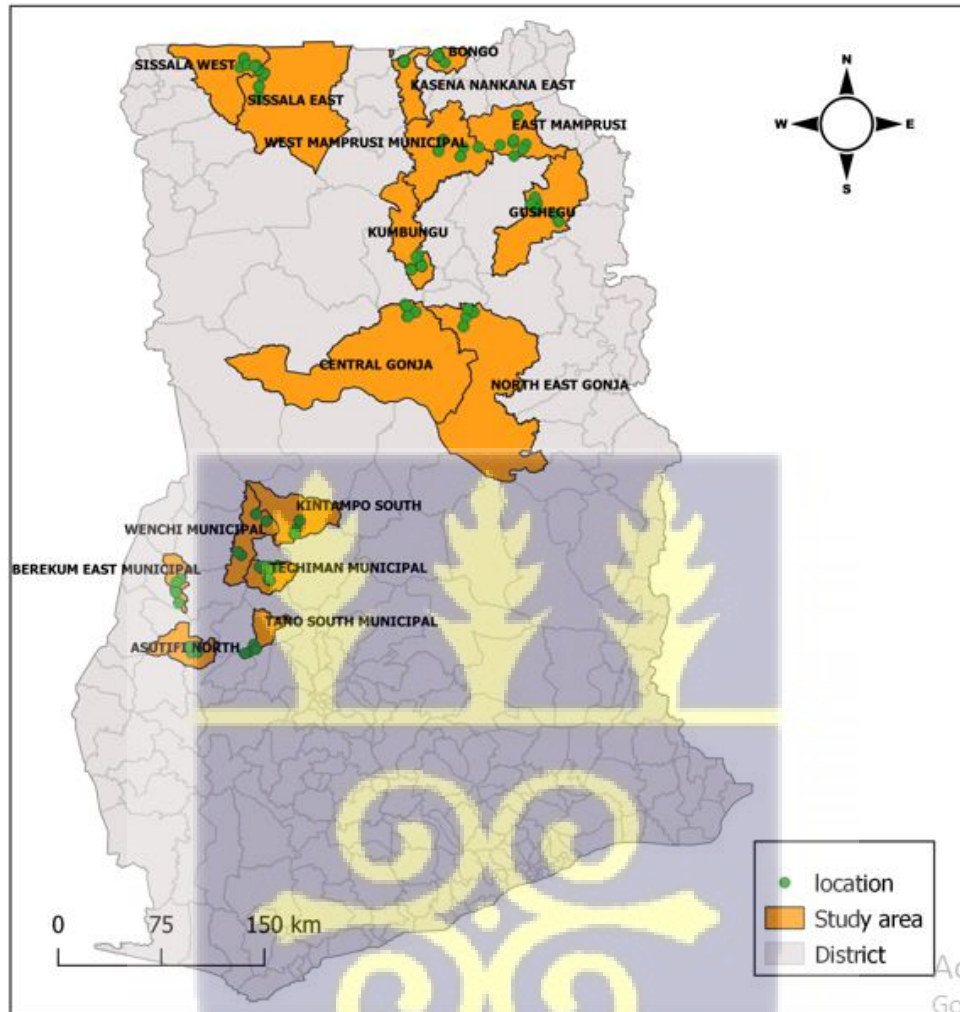 N
W E
S
BONGO
SISSALA WEST
KASENA NANKANA EAST
SISSALA EAST
EAST MAMPRUSI
WEST MAMPRUSI MUNICIPAL
GUSHEGU
KUMBUNGU
CENTRAL GONJA
NORTH EAST GONJA
KINTAMPO SOUTH
WENCHI MUNICIPAL
BEREKUM EAST MUNICIPAL
TECHIMAN MUNICIPAL
TANO SOUTH MUNICIPAL
ASUTIFI NORTH
0 75 150 km
location
Study area
District